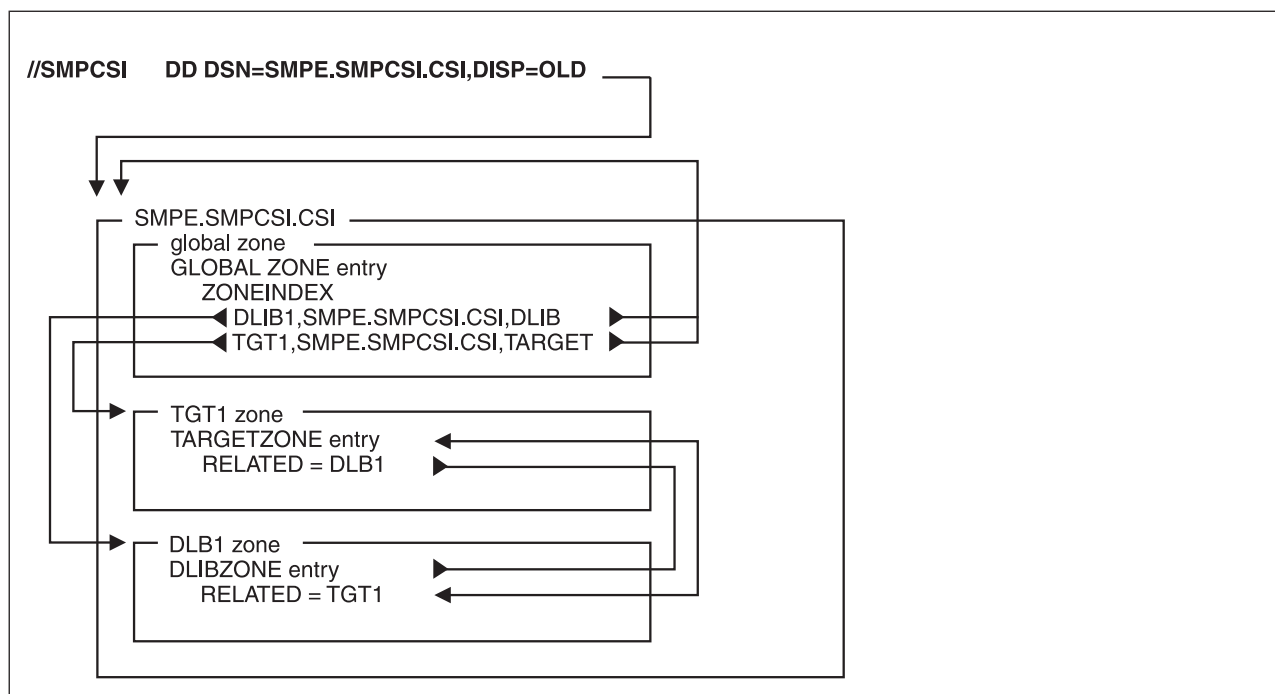 //SMPCSI DD DSN=SMPE.SMPCSI.CSI,DISP=OLD
SMPE.SMPCSI.CSI
global zone
GLOBAL ZONE entry
ZONEINDEX
DLIB1,SMPE.SMPCSI.CSI,DLIB
TGT1,SMPE.SMPCSI.CSI,TARGET
TGT1 zone
TARGETZONE entry
RELATED = DLB1
DLB1 zone
DLIBZONE entry
RELATED = TGT1